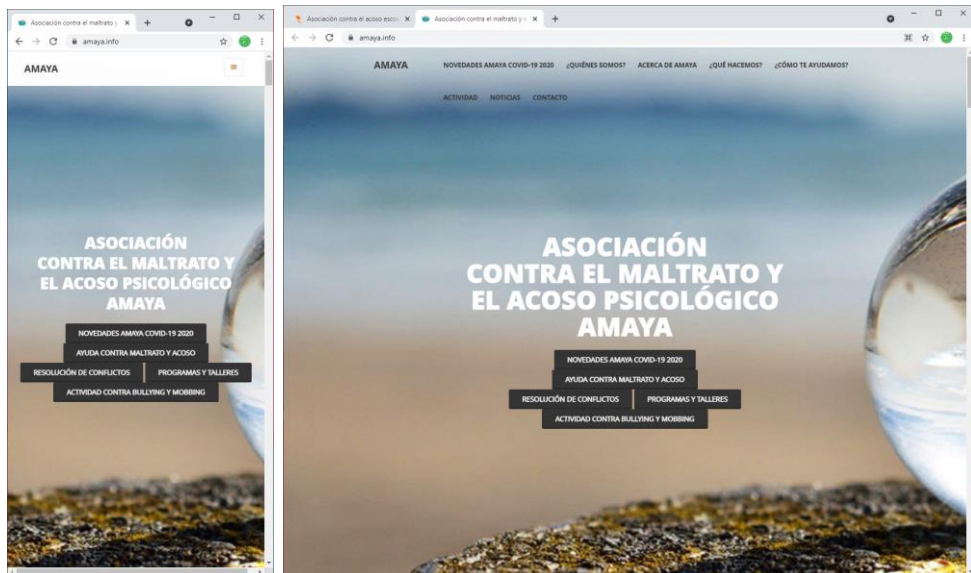 Asociación contra el maltrato y
amaya.info
AMAYA
ASOCIACIÓN
CONTRA EL MALTRATO Y
EL ACOSO PSICOLÓGICO
AMAYA
NOVEDADES AMAYA COVID-19 2020
AYUDA CONTRA MALTRATO Y ACOSO
RESOLUCIÓN DE CONFLICTOS PROGRAMAS Y TALLERES
ACTIVIDAD CONTRA BULLYING Y MOBBING
Asociación contra el acoso escol Asociación contra el maltrato y e
amaya.info
AMAYA NOVEDADES AMAYA COVID-19 2020 ¿QUIÉNES SOMOS? ACERCA DE AMAYA ¿QUÉ HACEMOS? ¿CÓMO TE AYUDAMOS?
ACTIVIDAD NOTICIAS CONTACTO
ASOCIACIÓN
CONTRA EL MALTRATO Y
EL ACOSO PSICOLÓGICO
AMAYA
NOVEDADES AMAYA COVID-19 2020
AYUDA CONTRA MALTRATO Y ACOSO
RESOLUCIÓN DE CONFLICTOS PROGRAMAS Y TALLERES
ACTIVIDAD CONTRA BULLYING Y MOBBING